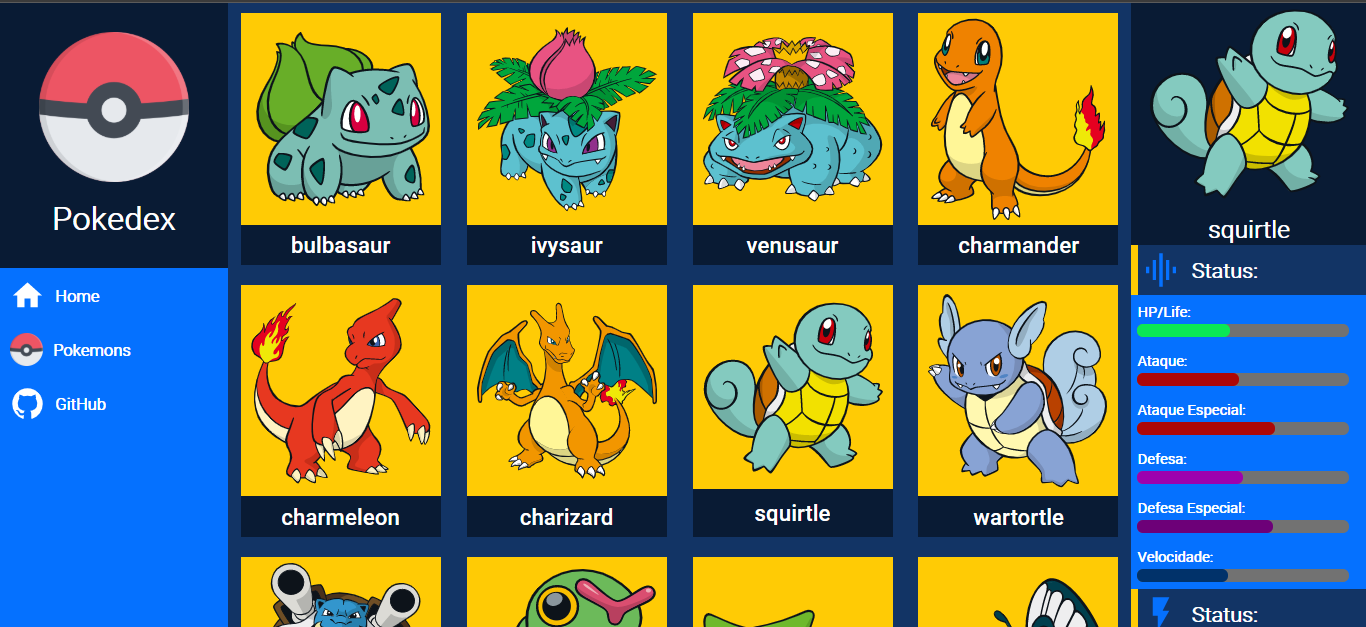 Pokedex
Home
Pokemons
GitHub
bulbasaur
ivysaur
venusaur
charmander
charmeleon
charizard
squirtle
wartortle
squirtle
Status:
HP/Life:
Ataque:
Ataque Especial:
Defesa:
Defesa Especial:
Velocidade:
Status: